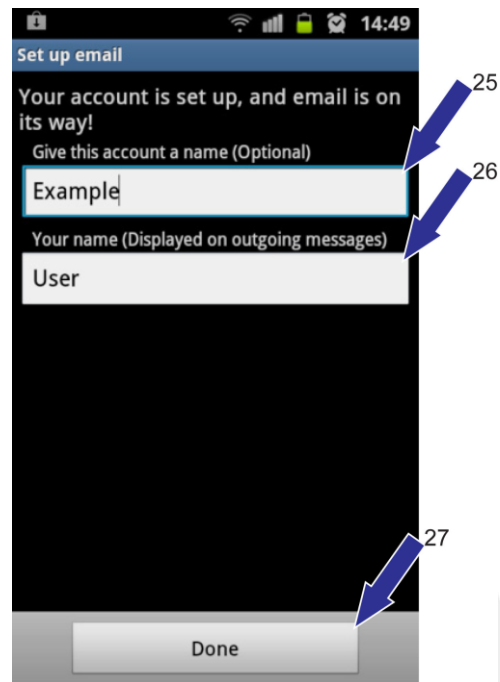 14:49
Set up email
25
Your account is set up, and email is on
its way!
Give this account a name (Optional)
26
Example
Your name (Displayed on outgoing messages)
User
27
Done